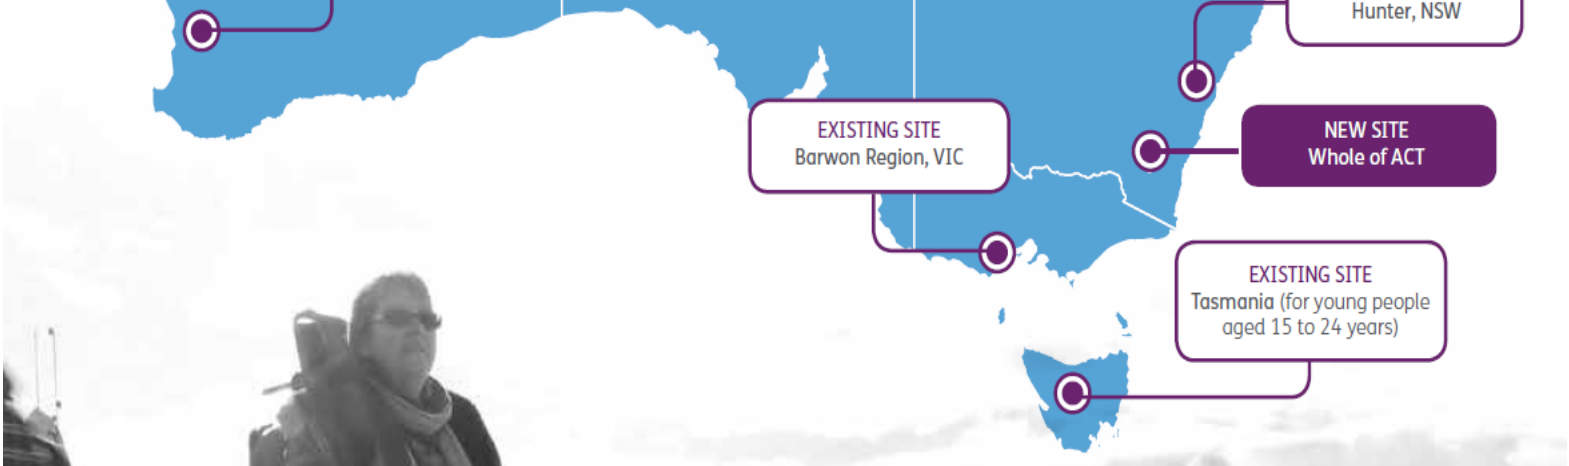 Hunter, NSW
EXISTING SITE
Barwon Region, VIC
NEW SITE
Whole of ACT
EXISTING SITE
Tasmania (for young people
aged 15 to 24 years)